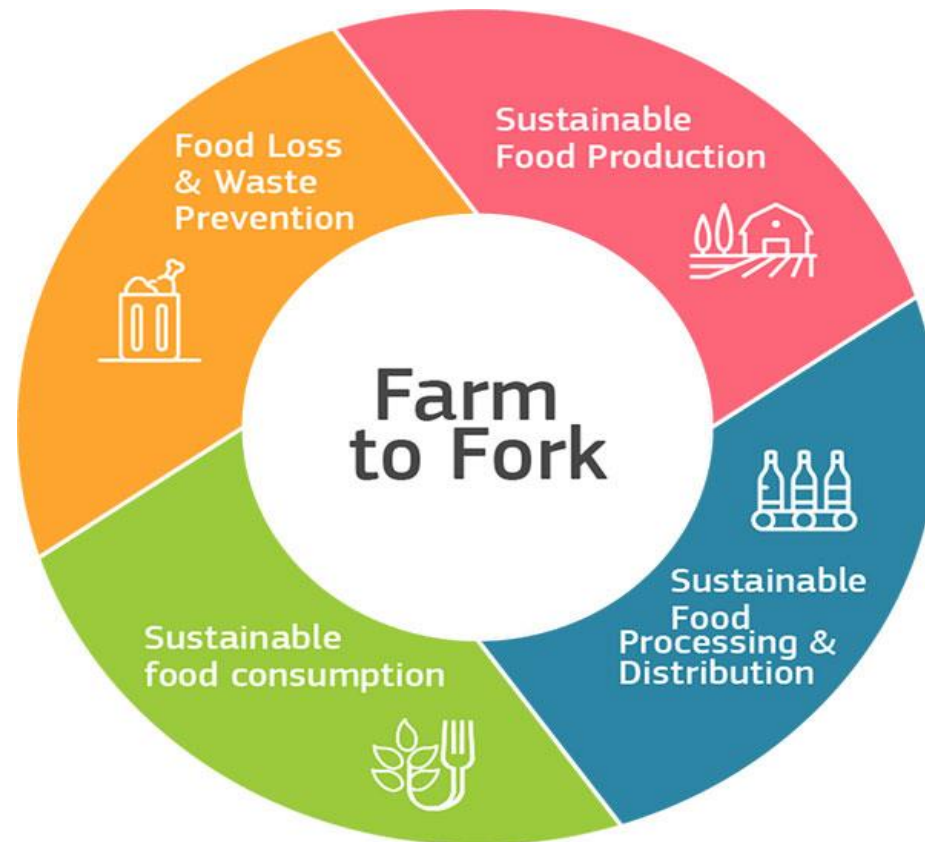 Farm
to Fork
Sustainable
Food Production
Sustainable
Food
Processing &
Distribution
Sustainable
food consumption
Food Loss
& Waste
Prevention